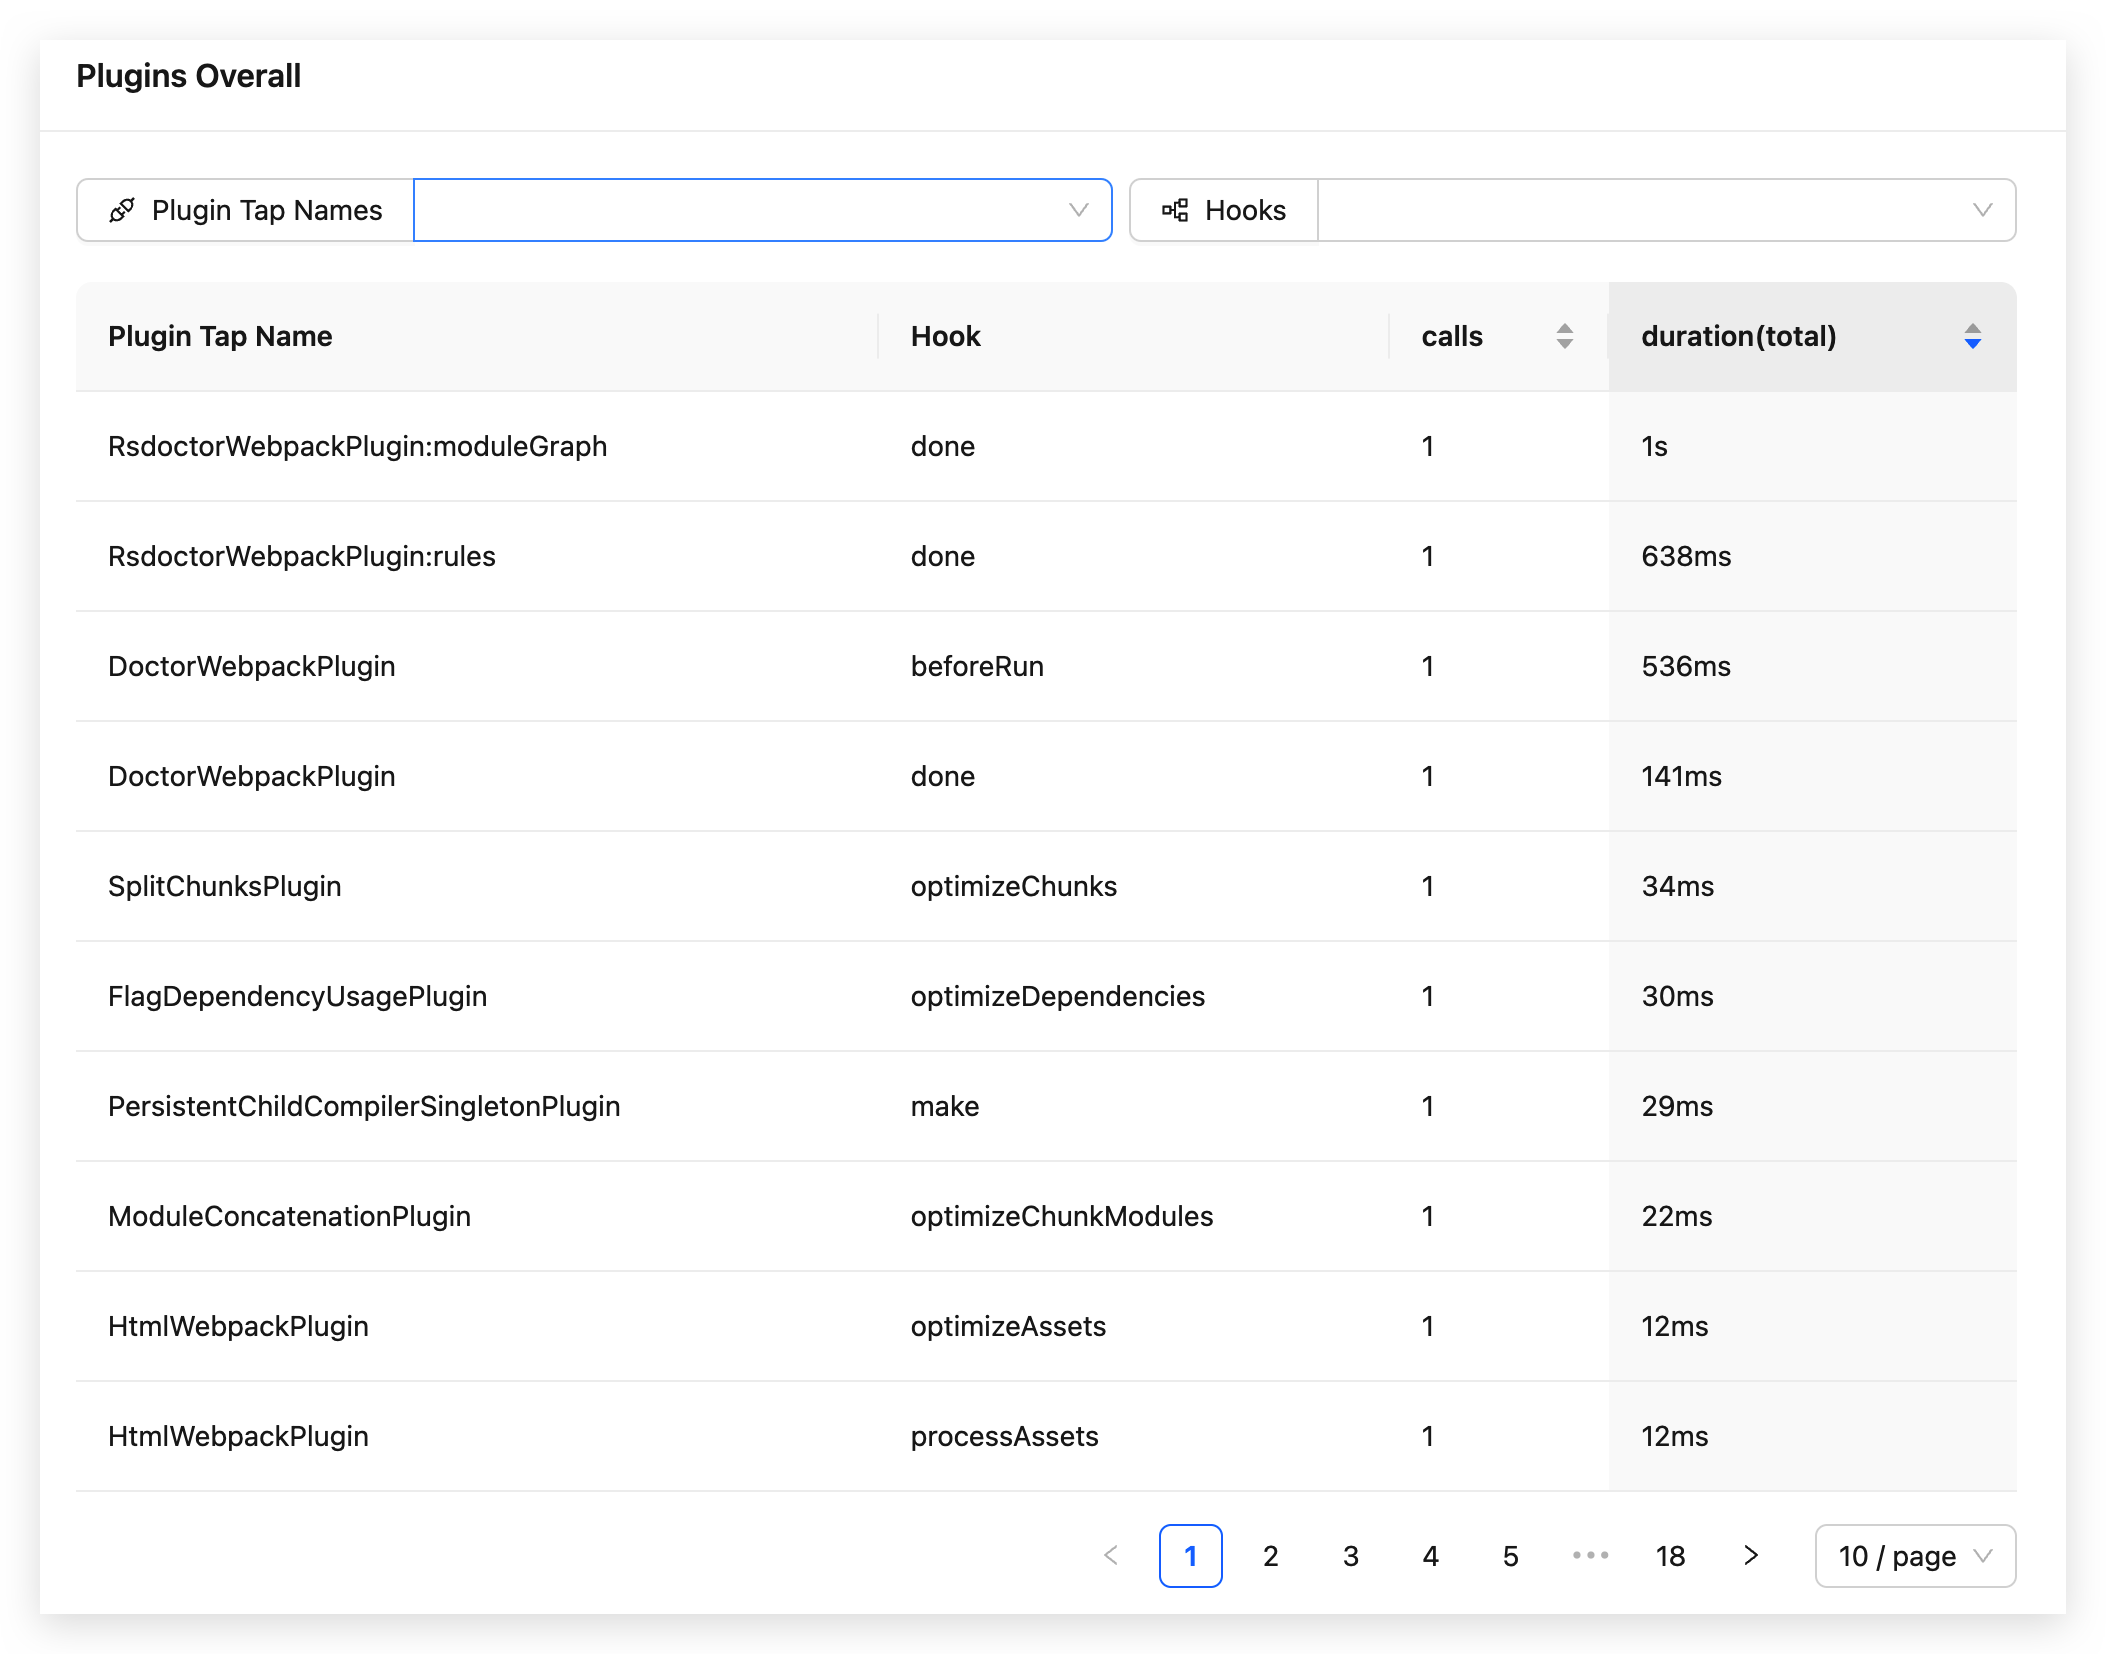 Plugins Overall
Plugin Tap Names Hooks
Plugin Tap Name Hook calls duration(total)
RsdoctorWebpackPlugin:moduleGraph done 1 1s
RsdoctorWebpackPlugin:rules done 1 638ms
DoctorWebpackPlugin beforeRun 1 536ms
DoctorWebpackPlugin done 1 141ms
SplitChunksPlugin optimizeChunks 1 34ms
FlagDependencyUsagePlugin optimizeDependencies 1 30ms
PersistentChildCompilerSingletonPlugin make 1 29ms
ModuleConcatenationPlugin optimizeChunkModules 1 22ms
HtmlWebpackPlugin optimizeAssets 1 12ms
HtmlWebpackPlugin processAssets 1 12ms
< 1 2 3 4 5 ••• 18 > 10 / page